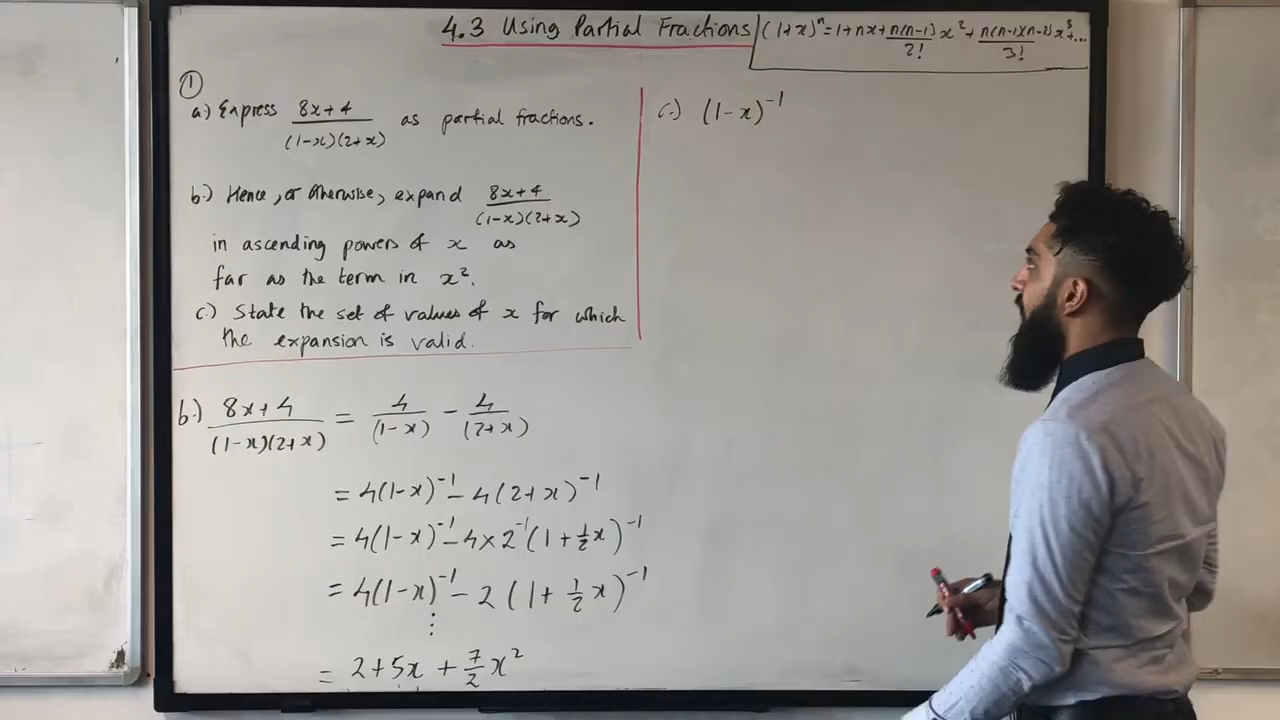 4.3 Using Partial Fractions
(1+x)^n = 1+nx+n(n-1)/2! x²+n(n-1)(n-2)/3! x³+...
①
a.) Express (8x+4)/((1-x)(2+x)) as partial fractions.
b.) Hence, or otherwise, expand (8x+4)/((1-x)(2+x))
in ascending powers of x as
far as the term in x².
c.) State the set of values of x for which
the expansion is valid.
b.) (8x+4)/((1-x)(2+x)) = 4/(1-x) - 4/(2+x)
= 4(1-x)⁻¹ - 4(2+x)⁻¹
= 4(1-x)⁻¹ - 4×2⁻¹(1+½x)⁻¹
= 4(1-x)⁻¹ - 2(1+½x)⁻¹
⋮
= 2+5x+7/2 x²
c.) (1-x)⁻¹